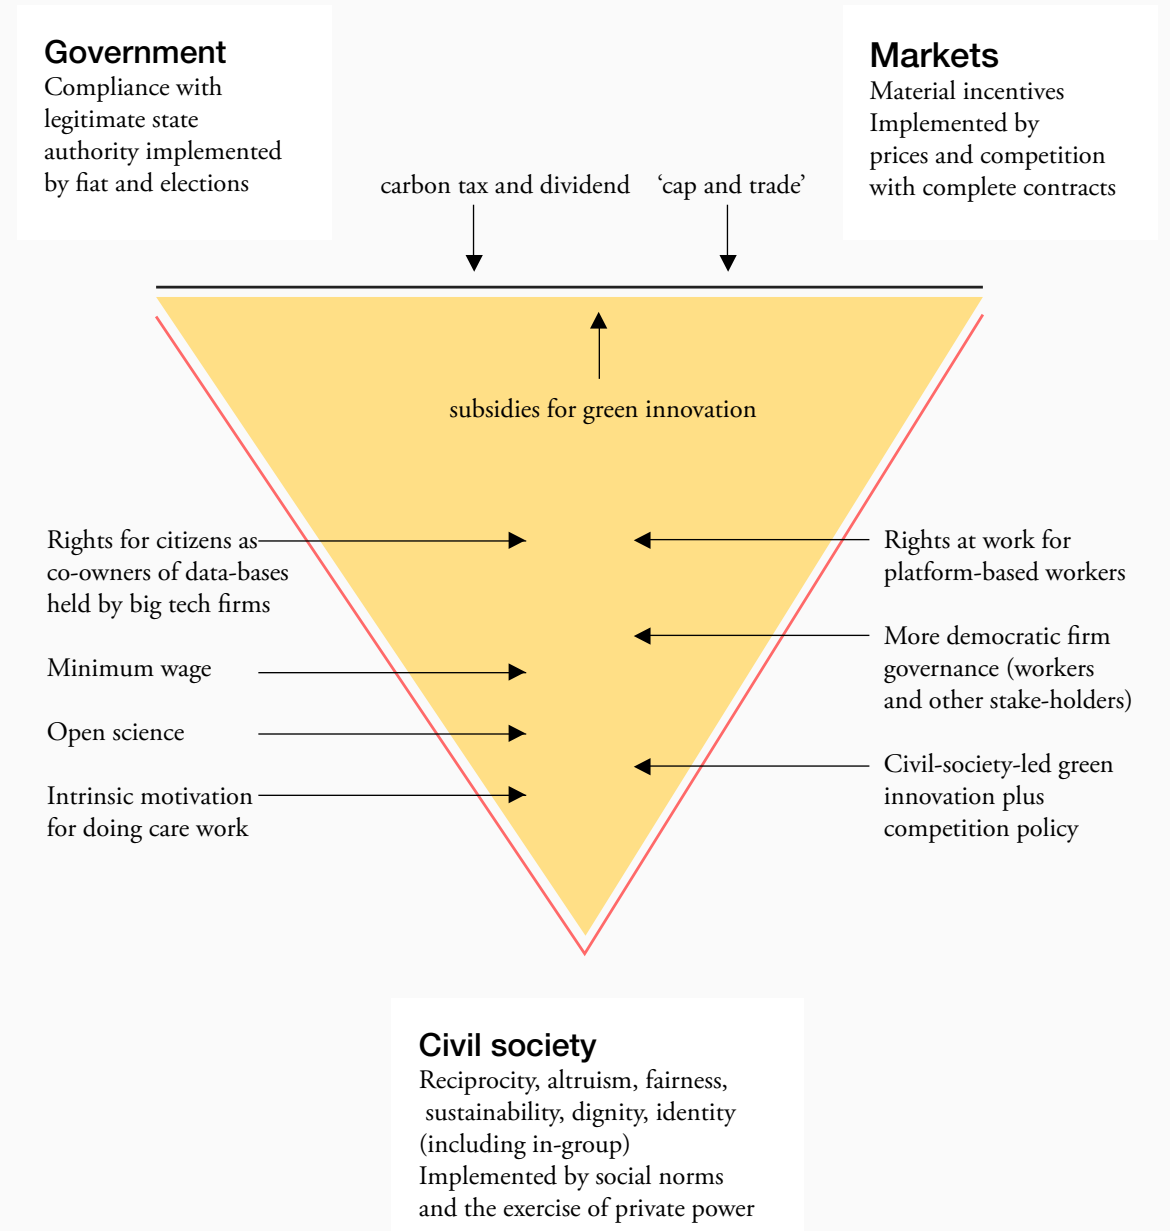 Government
Compliance with
legitimate state
authority implemented
by fiat and elections
Markets
Material incentives
Implemented by
prices and competition
with complete contracts
carbon tax and dividend
‘cap and trade’
subsidies for green innovation
Rights for citizens as
co-owners of data-bases
held by big tech firms
Minimum wage
Open science
Intrinsic motivation
for doing care work
Rights at work for
platform-based workers
More democratic firm
governance (workers
and other stake-holders)
Civil-society-led green
innovation plus
competition policy
Civil society
Reciprocity, altruism, fairness,
sustainability, dignity, identity
(including in-group)
Implemented by social norms
and the exercise of private power